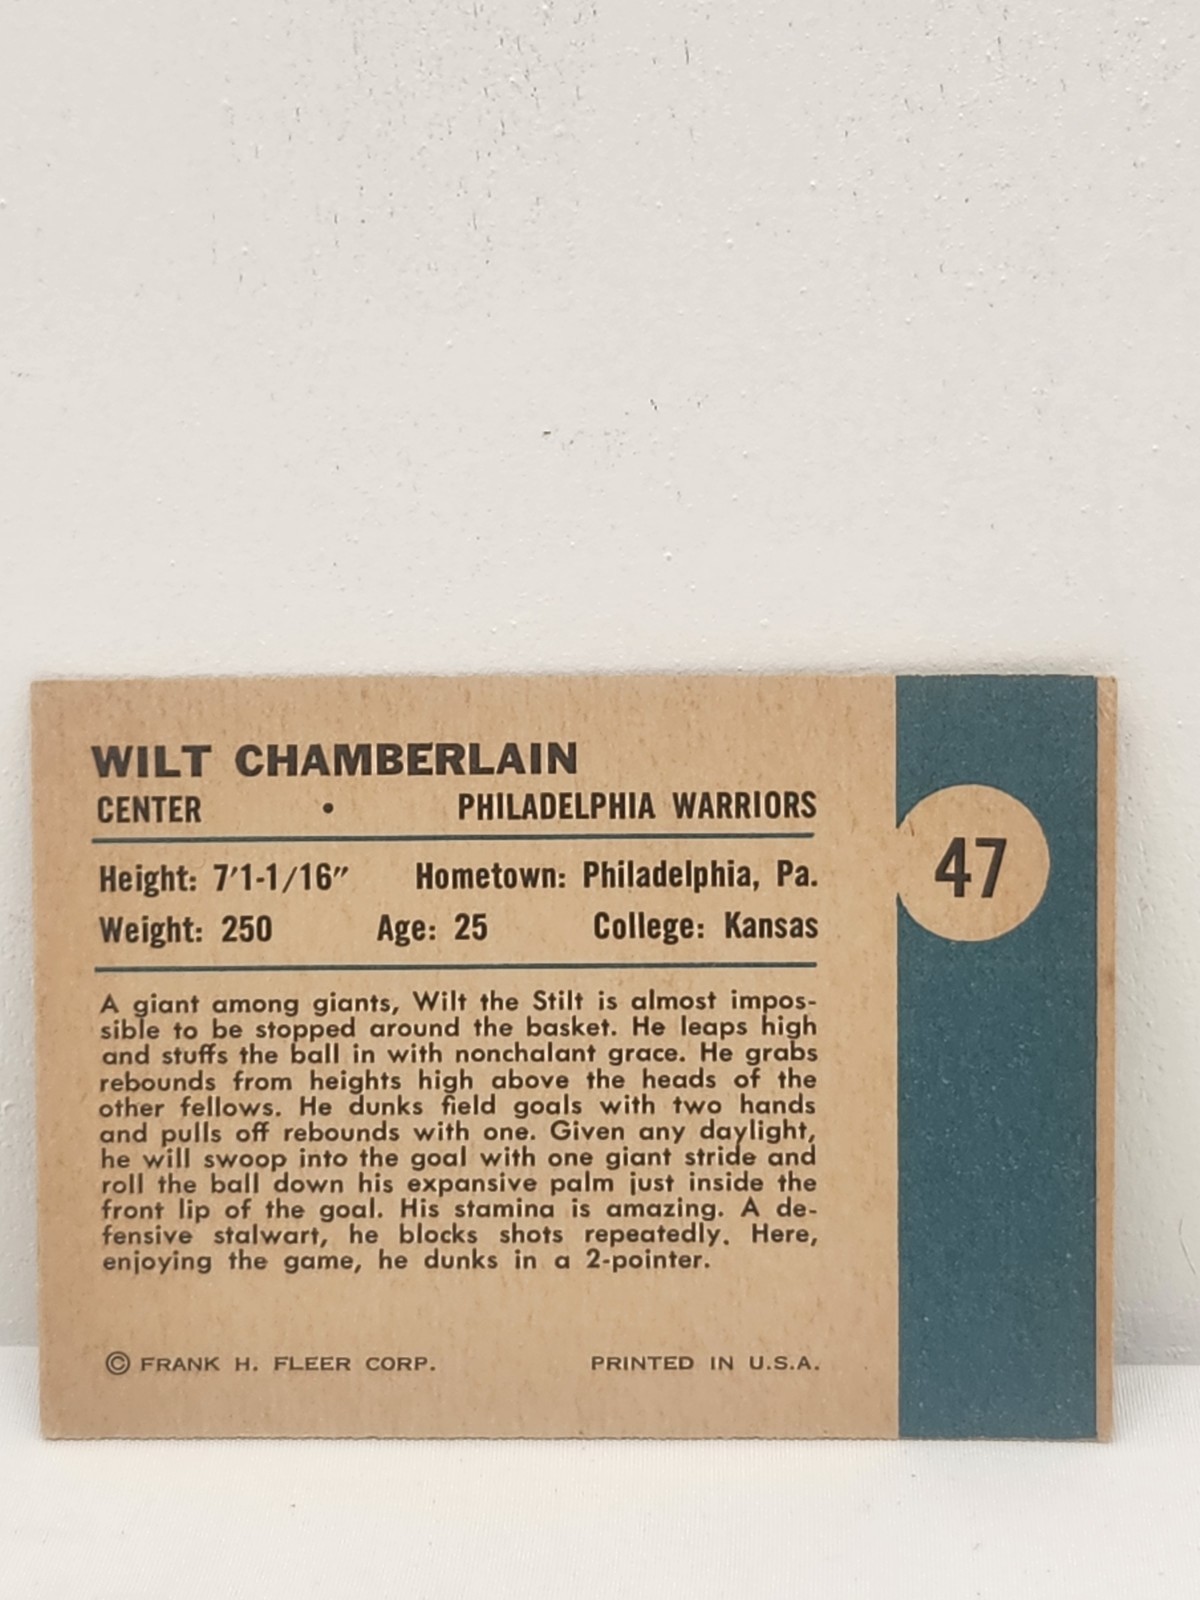 WILT CHAMBERLAIN
CENTER • PHILADELPHIA WARRIORS
47
Height: 7'1-1/16" Hometown: Philadelphia, Pa.
Weight: 250 Age: 25 College: Kansas
A giant among giants, Wilt the Stilt is almost impos-
sible to be stopped around the basket. He leaps high
and stuffs the ball in with nonchalant grace. He grabs
rebounds from heights high above the heads of the
other fellows. He dunks field goals with two hands
and pulls off rebounds with one. Given any daylight,
he will swoop into the goal with one giant stride and
roll the ball down his expansive palm just inside the
front lip of the goal. His stamina is amazing. A de-
fensive stalwart, he blocks shots repeatedly. Here,
enjoying the game, he dunks in a 2-pointer.
© FRANK H. FLEER CORP. PRINTED IN U.S.A.